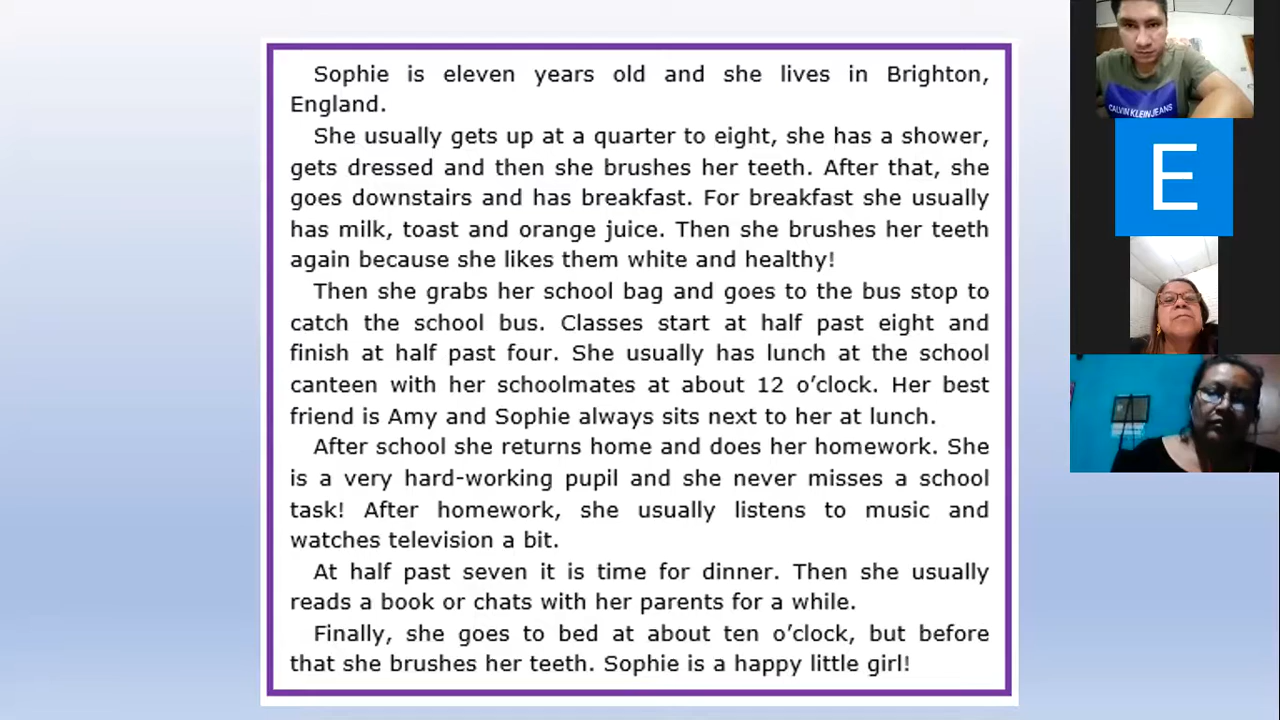 Sophie is eleven years old and she lives in Brighton,
England.
She usually gets up at a quarter to eight, she has a shower,
gets dressed and then she brushes her teeth. After that, she
goes downstairs and has breakfast. For breakfast she usually
has milk, toast and orange juice. Then she brushes her teeth
again because she likes them white and healthy!
Then she grabs her school bag and goes to the bus stop to
catch the school bus. Classes start at half past eight and
finish at half past four. She usually has lunch at the school
canteen with her schoolmates at about 12 o’clock. Her best
friend is Amy and Sophie always sits next to her at lunch.
After school she returns home and does her homework. She
is a very hard-working pupil and she never misses a school
task! After homework, she usually listens to music and
watches television a bit.
At half past seven it is time for dinner. Then she usually
reads a book or chats with her parents for a while.
Finally, she goes to bed at about ten o’clock, but before
that she brushes her teeth. Sophie is a happy little girl!
CALVIN KLEIN JEANS
E